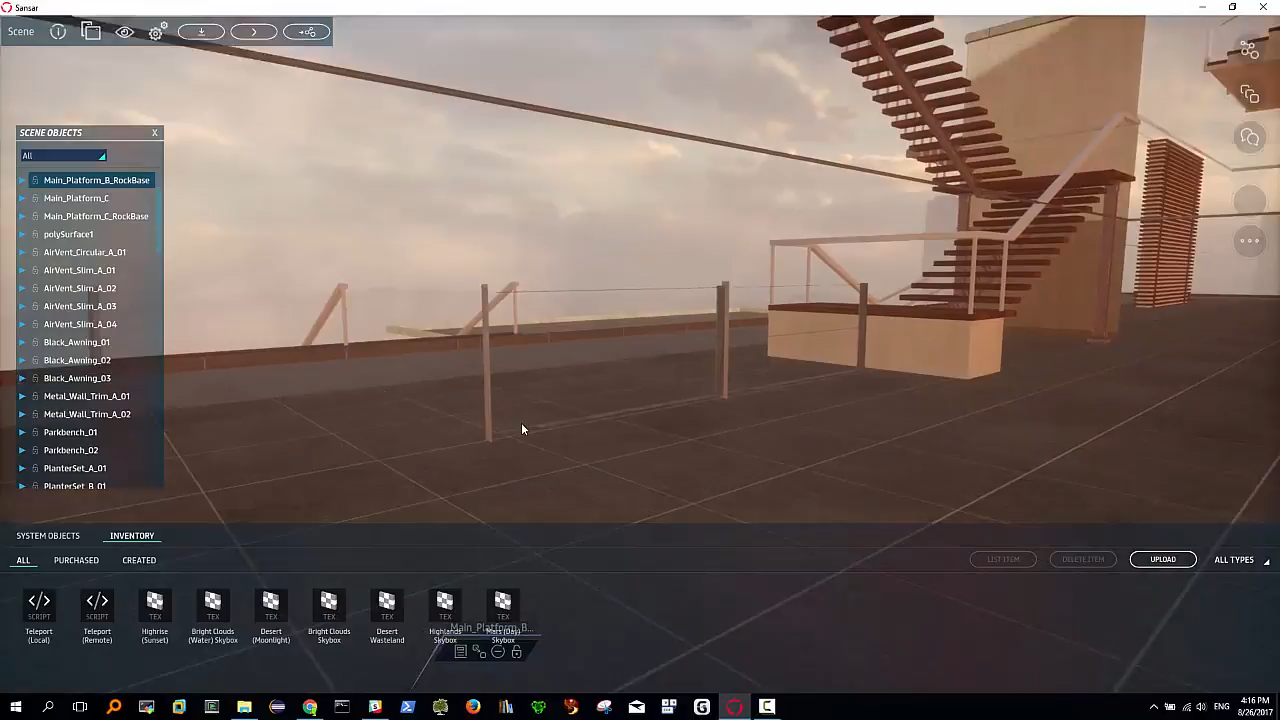 Sansar
Scene
SCENE OBJECTS
X
All
Main_Platform_B_RockBase
Main_Platform_C
Main_Platform_C_RockBase
polySurface1
AirVent_Circular_A_01
AirVent_Slim_A_01
AirVent_Slim_A_02
AirVent_Slim_A_03
AirVent_Slim_A_04
Black_Awning_01
Black_Awning_02
Black_Awning_03
Metal_Wall_Trim_A_01
Metal_Wall_Trim_A_02
Parkbench_01
Parkbench_02
PlanterSet_A_01
PlanterSet_B_01
SYSTEM OBJECTS INVENTORY
ALL PURCHASED CREATED
LIST ITEM DELETE ITEM UPLOAD ALL TYPES
SCRIPT SCRIPT TEX TEX TEX TEX TEX TEX TEX
Teleport (Local)
Teleport (Remote)
Highrise (Sunset)
Bright Clouds (Water) Skybox
Desert (Moonlight)
Bright Clouds Skybox
Desert Wasteland
Highlands Skybox
Mars (Day) Skybox
Main_Platform_B...
ENG
4:16 PM
8/26/2017